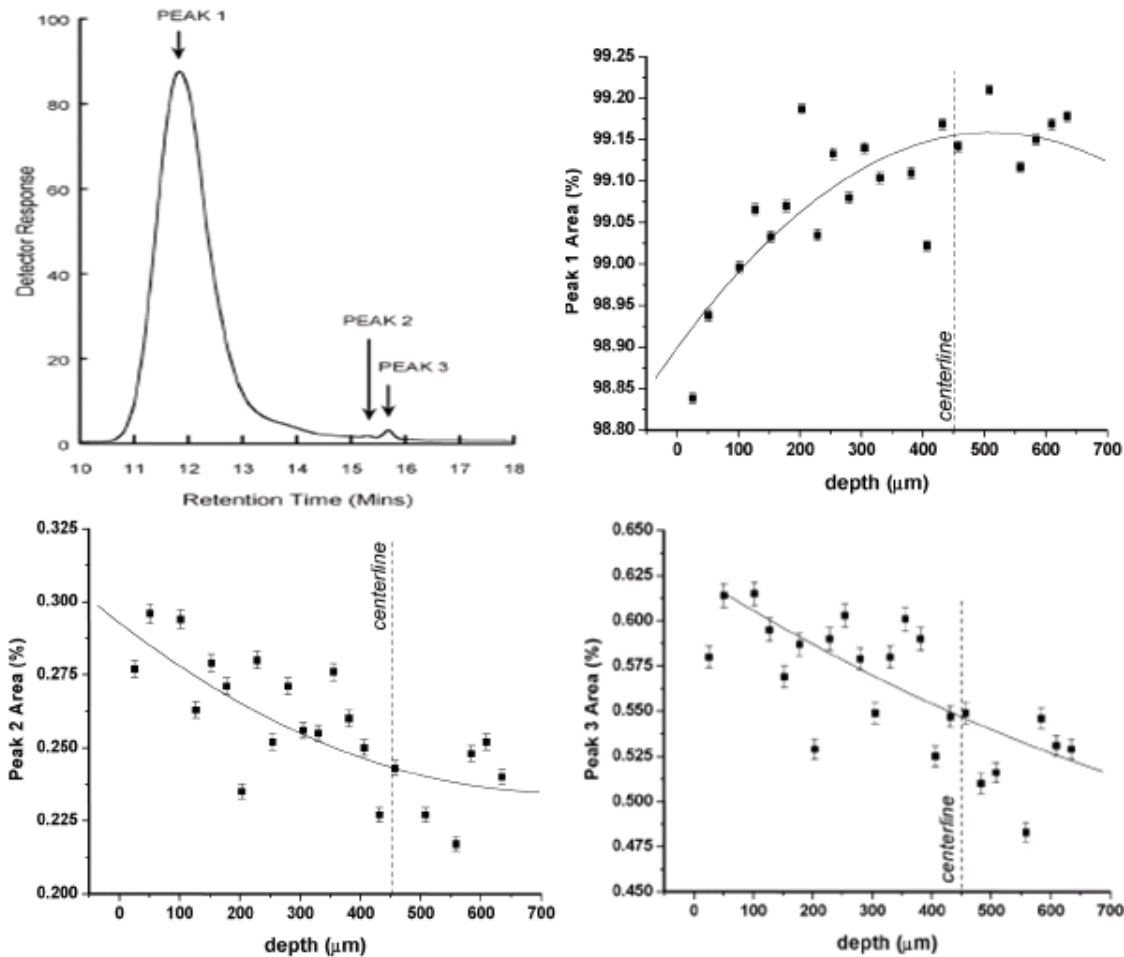 PEAK 1
100
80
60
40
20
0
Detector Response
PEAK 2
PEAK 3
10 11 12 13 14 15 16 17 18
Retention Time (Mins)
99.25
99.20
99.15
99.10
99.05
99.00
98.95
98.90
98.85
98.80
Peak 1 Area (%)
centerline
0 100 200 300 400 500 600 700
depth (μm)
0.325
0.300
0.275
0.250
0.225
0.200
Peak 2 Area (%)
centerline
0 100 200 300 400 500 600 700
depth (μm)
0.650
0.625
0.600
0.575
0.550
0.525
0.500
0.475
0.450
Peak 3 Area (%)
centerline
0 100 200 300 400 500 600 700
depth (μm)